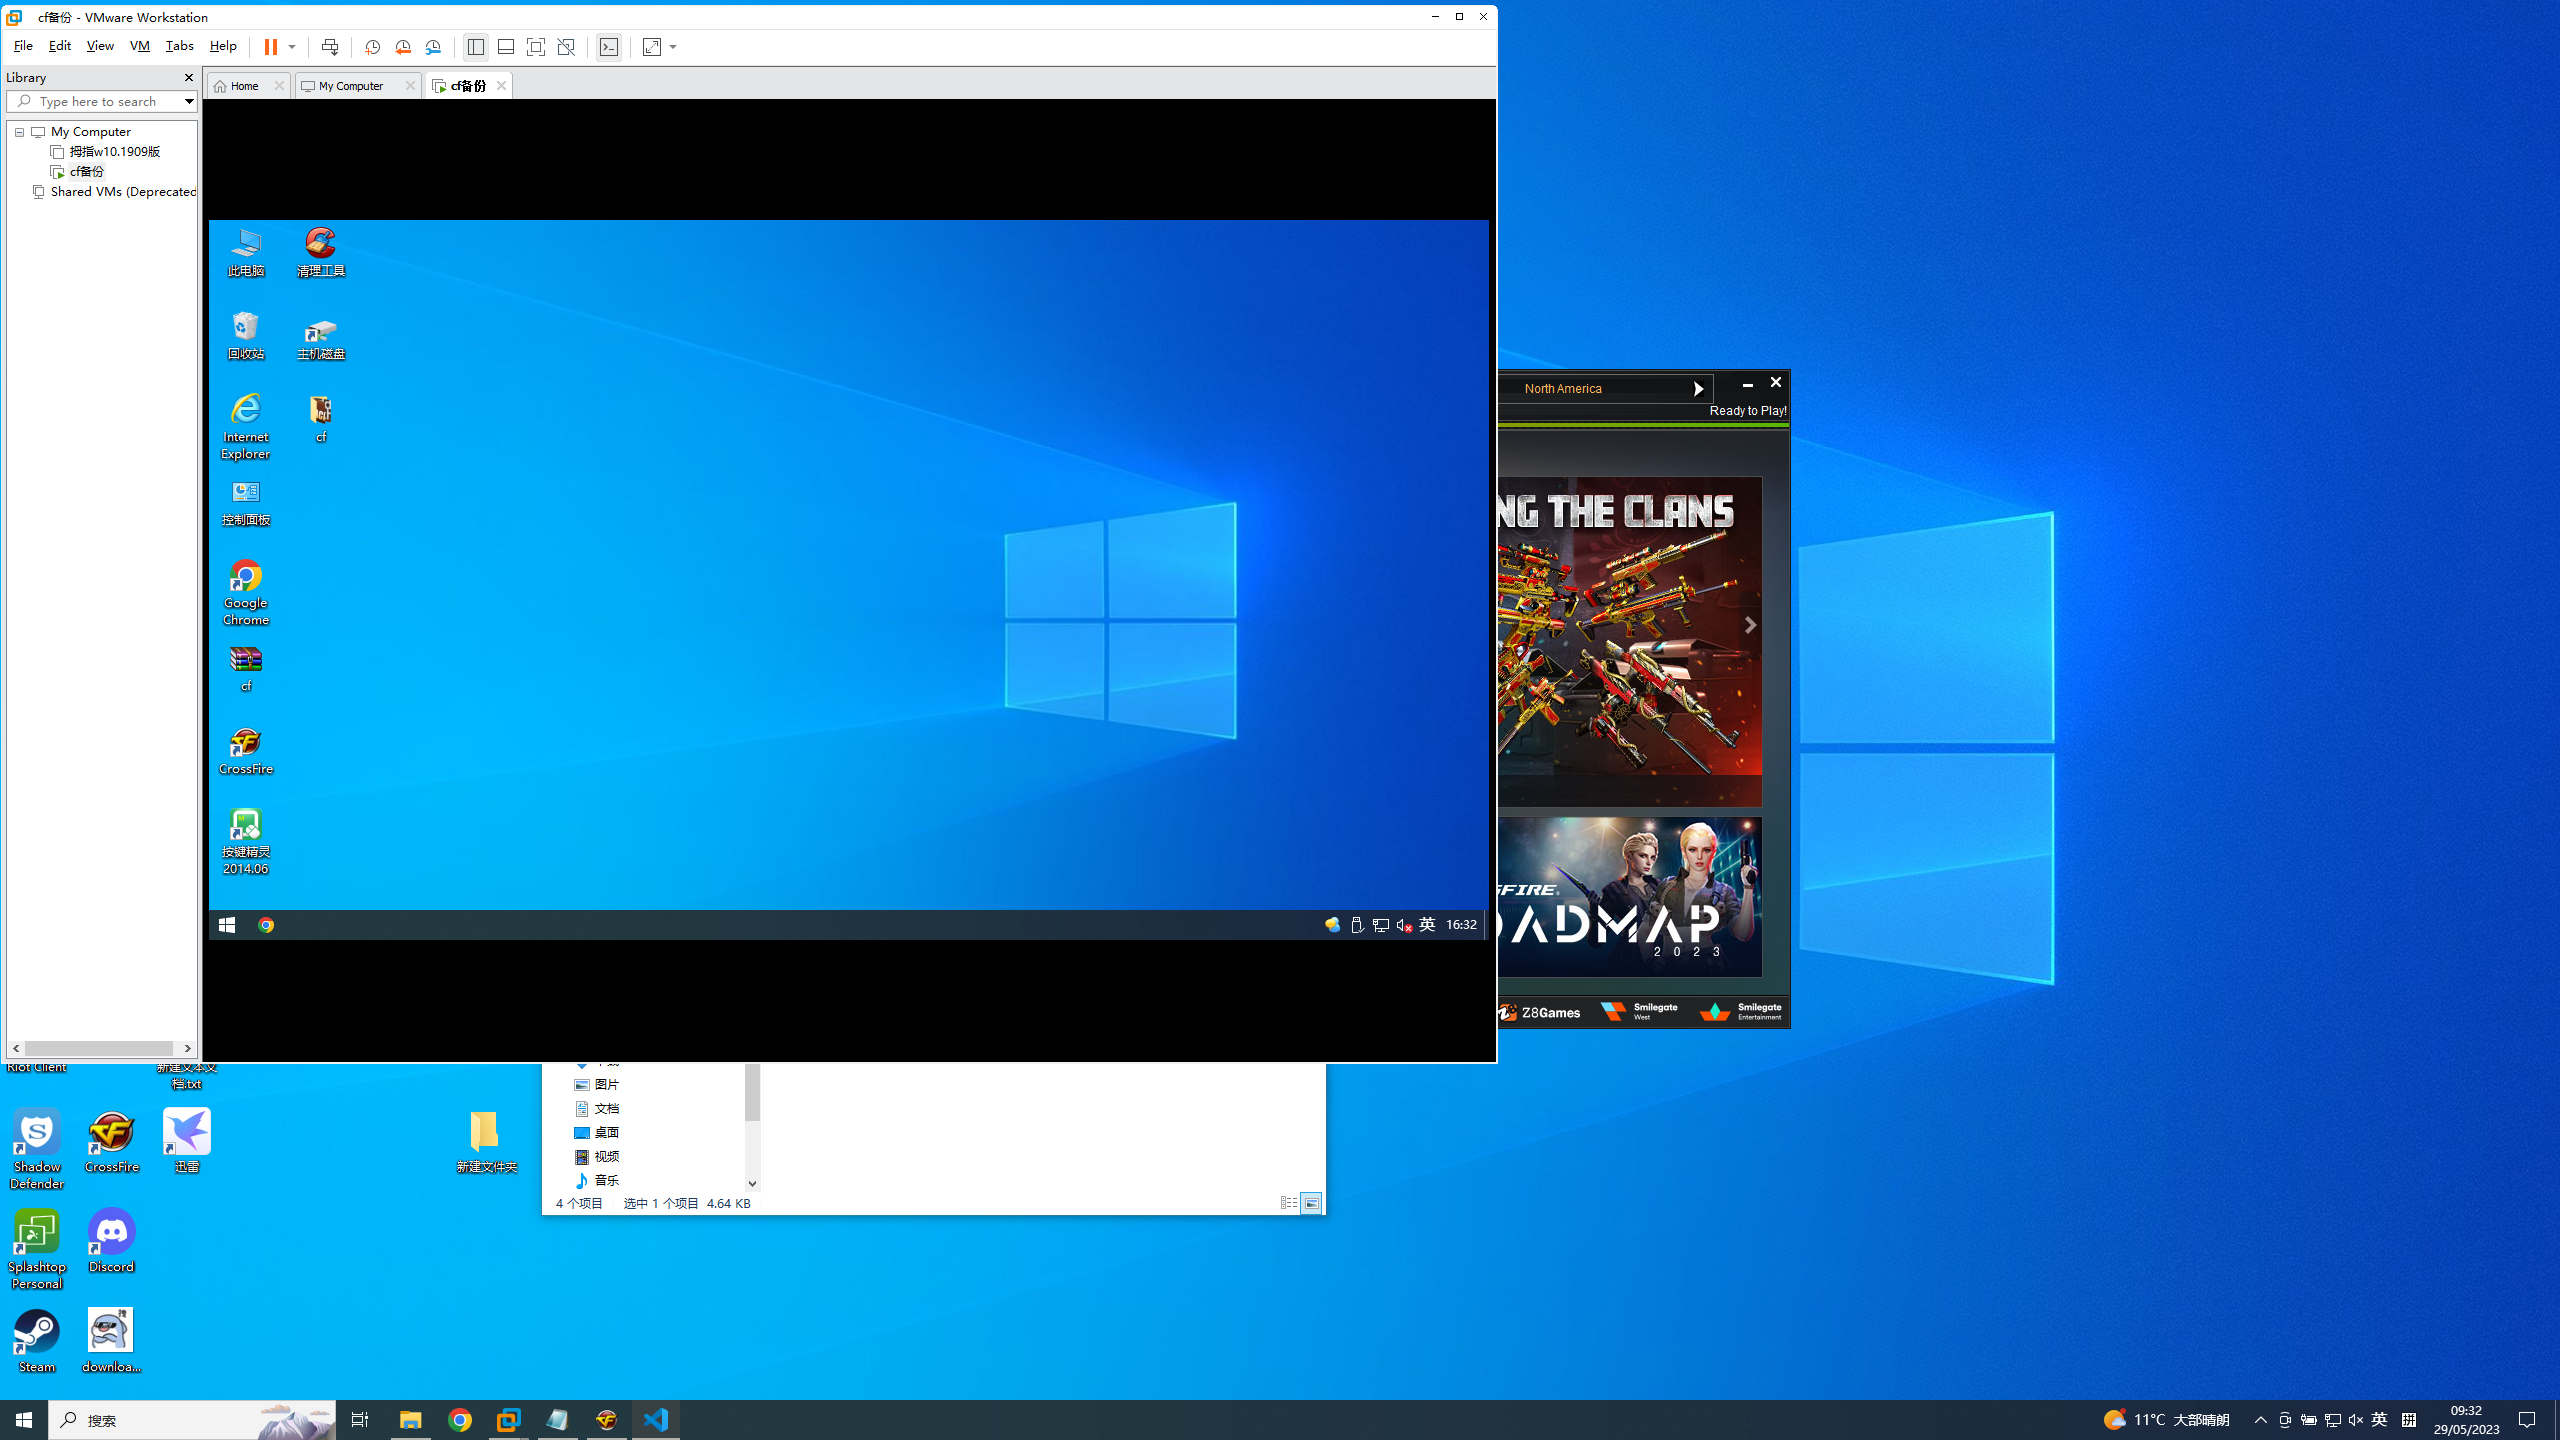 cf备份 - VMware Workstation
File Edit View VM Tabs Help
Library
Type here to search
My Computer
拇指w10.1909版
cf备份
Shared VMs (Deprecated
Home
My Computer
cf备份
此电脑
清理工具
回收站
主机磁盘
Internet
Explorer
cf
控制面板
Google
Chrome
cf
CrossFire
按键精灵
2014.06
英 16:32
North America
Ready to Play!
NG THE CLANS
SFIRE
OADMAP
2023
Z8Games
Smilegate
West
Smilegate
Entertainment
Riot Client
新建文本文
档.txt
Shadow
Defender
CrossFire
迅雷
新建文件夹
Splashtop
Personal
Discord
Steam
downloa...
图片
文档
桌面
视频
音乐
4 个项目 选中 1 个项目 4.64 KB
搜索
11°C 大部晴朗
英 拼
09:32
29/05/2023